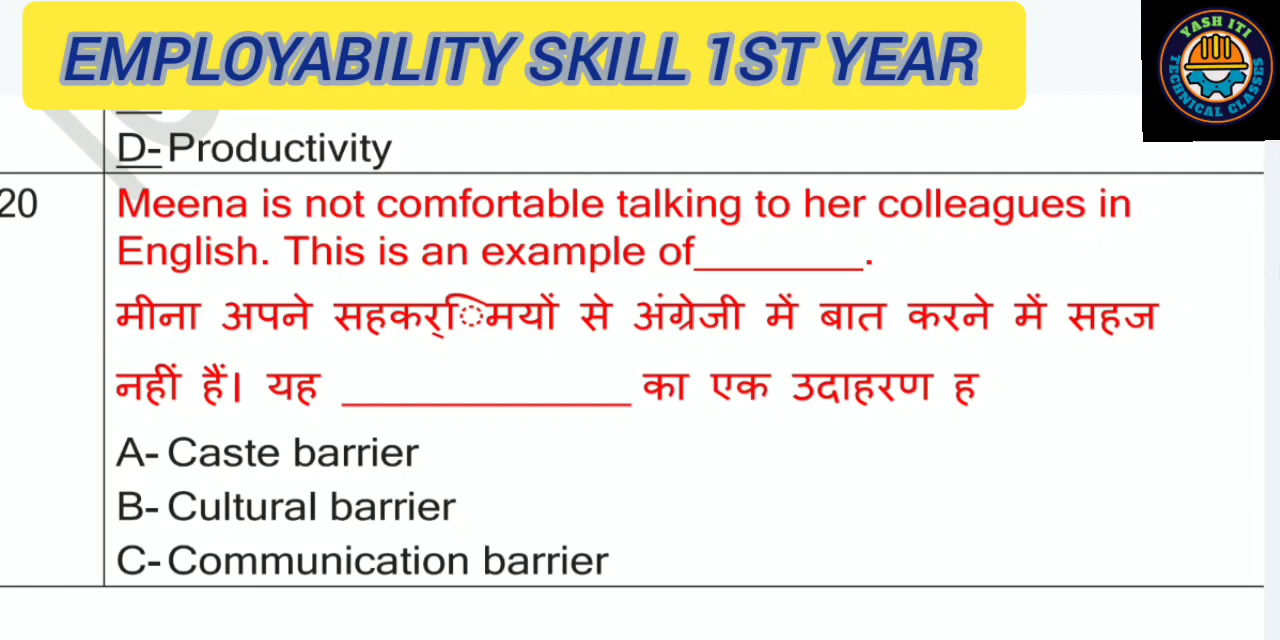 EMPLOYABILITY SKILL 1ST YEAR
YASH ITI
TECHNICAL CLASSES
D- Productivity
20
Meena is not comfortable talking to her colleagues in
English. This is an example of________.
मीना अपने सहकर्िमयों से अंग्रेजी में बात करने में सहज
नहीं हैं। यह ______________ का एक उदाहरण ह
A- Caste barrier
B- Cultural barrier
C- Communication barrier